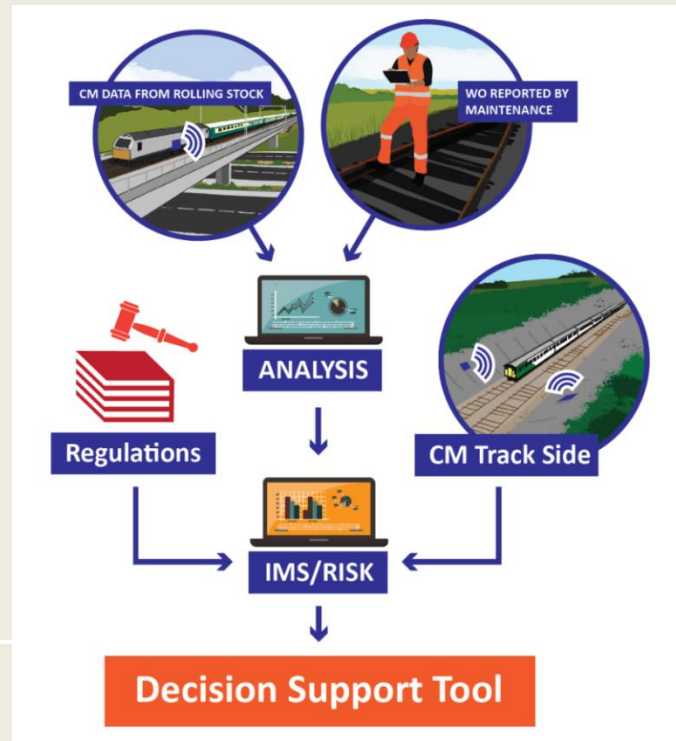 CM DATA FROM ROLLING STOCK
WO REPORTED BY
MAINTENANCE
ANALYSIS
Regulations
CM Track Side
IMS/RISK
Decision Support Tool